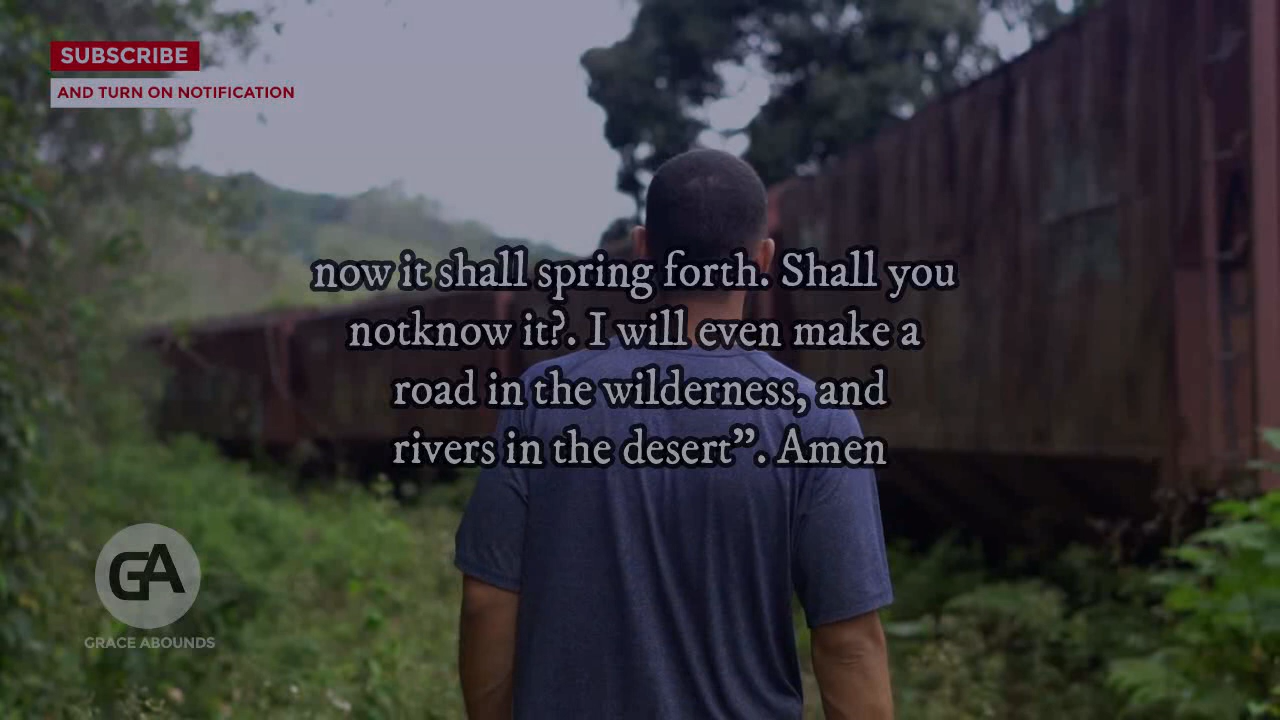 SUBSCRIBE
AND TURN ON NOTIFICATION
now it shall spring forth. Shall you
notknow it?. I will even make a
road in the wilderness, and
rivers in the desert”. Amen
GA
GRACE ABOUNDS